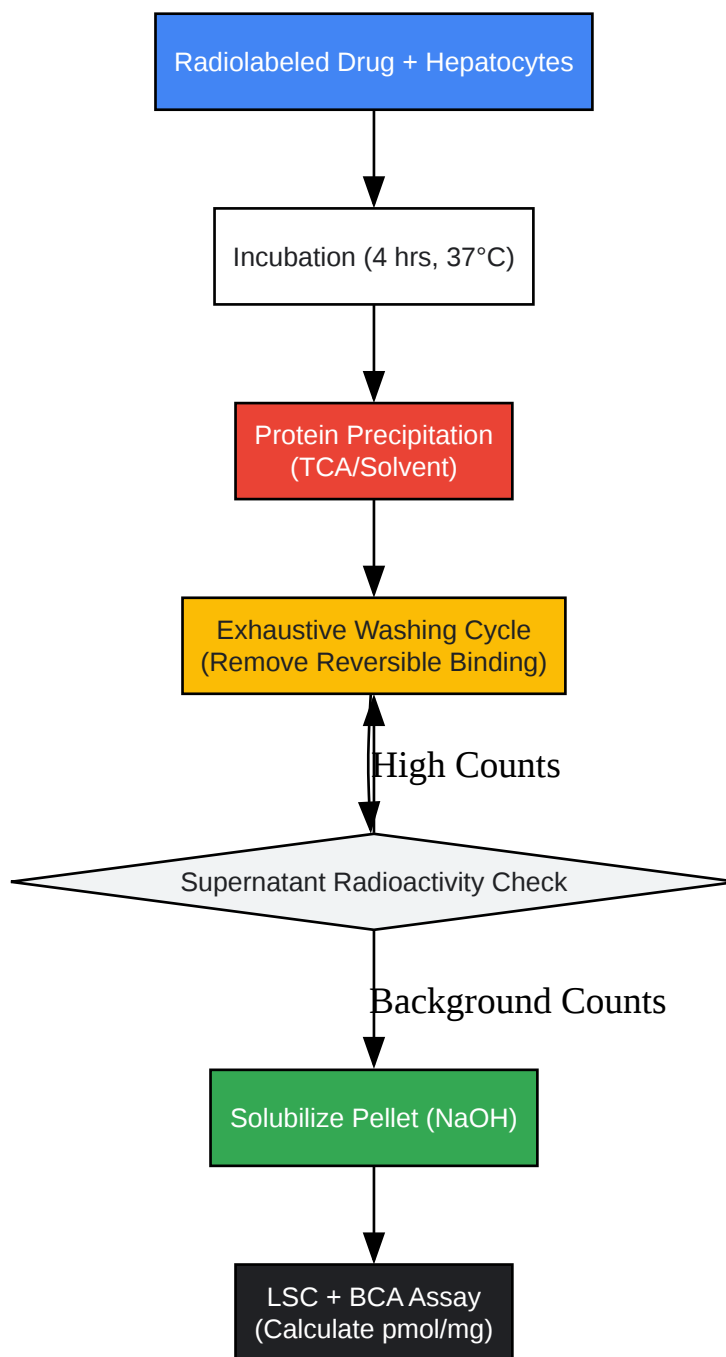 Radiolabeled Drug + Hepatocytes
Incubation (4 hrs, 37°C)
Protein Precipitation
(TCA/Solvent)
Exhaustive Washing Cycle
(Remove Reversible Binding)
High Counts
Supernatant Radioactivity Check
Background Counts
Solubilize Pellet (NaOH)
LSC + BCA Assay
(Calculate pmol/mg)